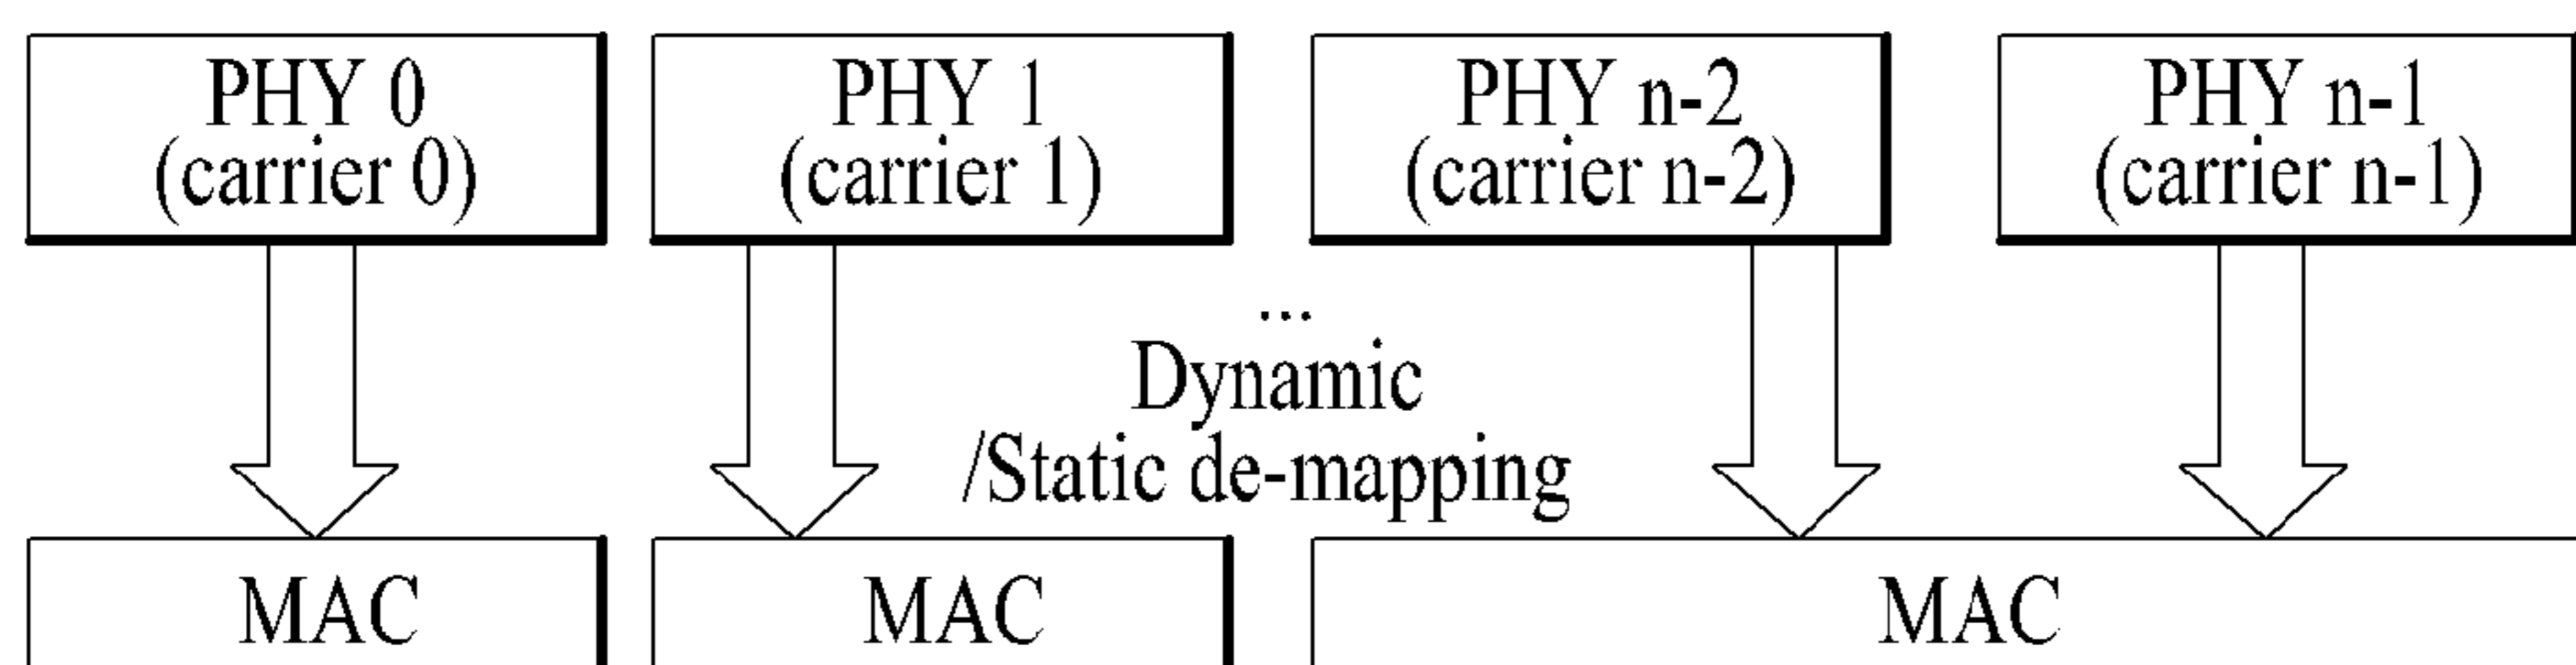 PHY 0
(carrier 0)
PHY 1
(carrier 1)
PHY n-2
(carrier n-2)
PHY n-1
(carrier n-1)
...
Dynamic
/Static de-mapping
MAC
MAC
MAC